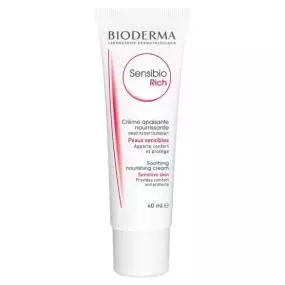 BIODERMA
LABORATOIRE DERMATOLOGIQUE
Sensibio
Rich
Crème apaisante
nourrissante
Peaux sensibles
Apporte confort
et protège
Soothing
nourishing cream
Sensitive skin
Provides comfort
and protects
40 ml e